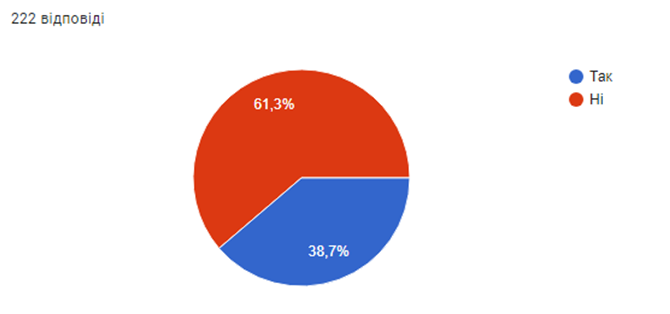 222 відповіді
Так
Ні
61,3%
38,7%